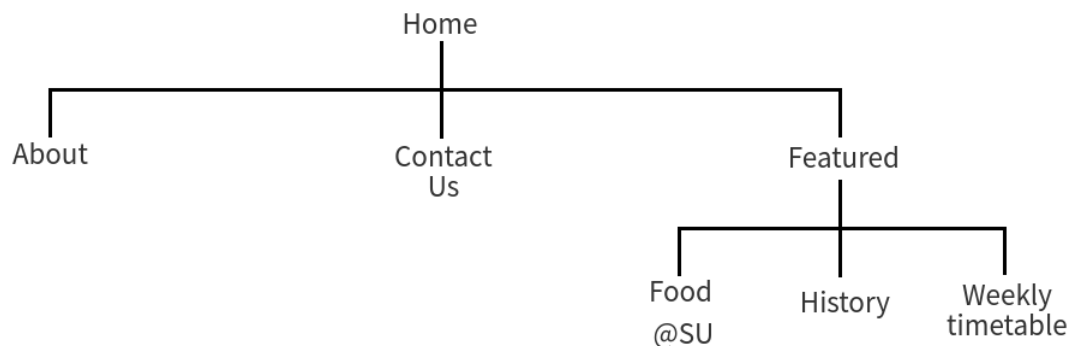 Home
About
Contact
Us
Featured
Food
@SU
History
Weekly
timetable